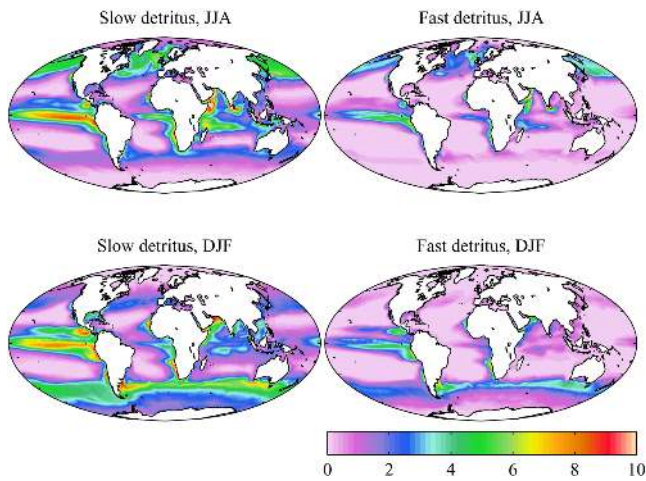 Slow detritus, JJA
Fast detritus, JJA
Slow detritus, DJF
Fast detritus, DJF
0 2 4 6 8 10